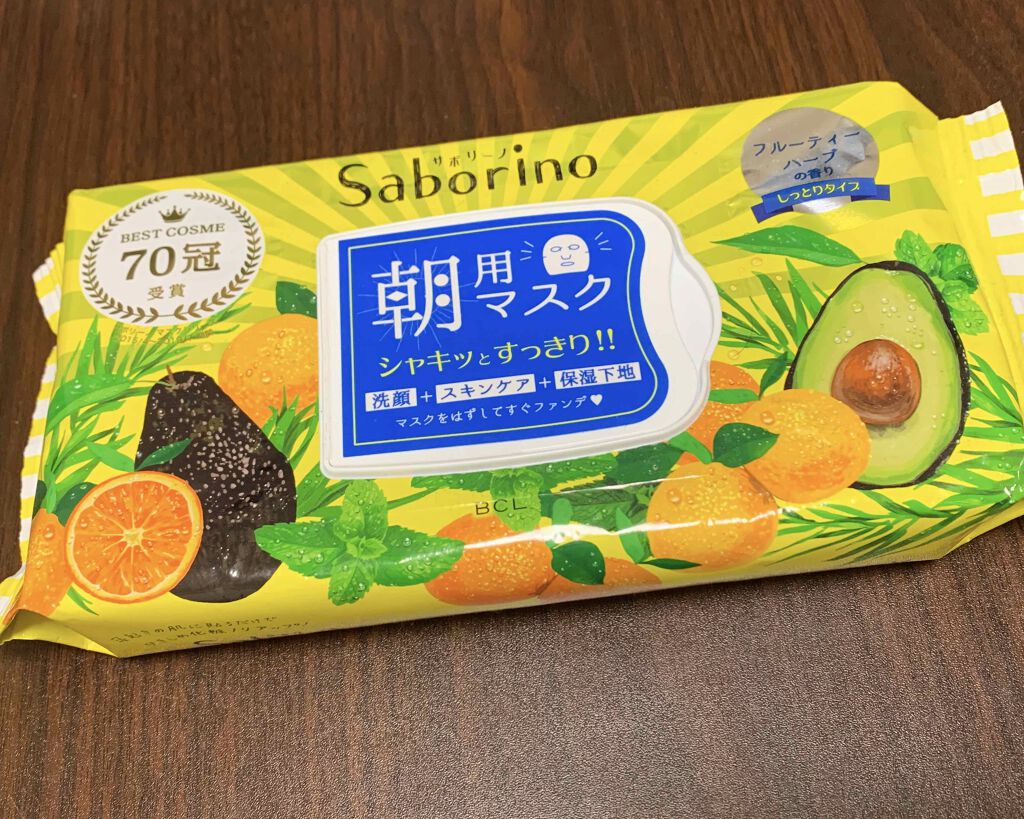 サボリーノ
Saborino
BEST COSME
70冠
受賞
フルーティー
ハーブ
の香り
しっとりタイプ
朝用
マスク
シャキッとすっきり!!
洗顔+スキンケア+保湿下地
マスクをはずしてすぐファンデ♥
BCL